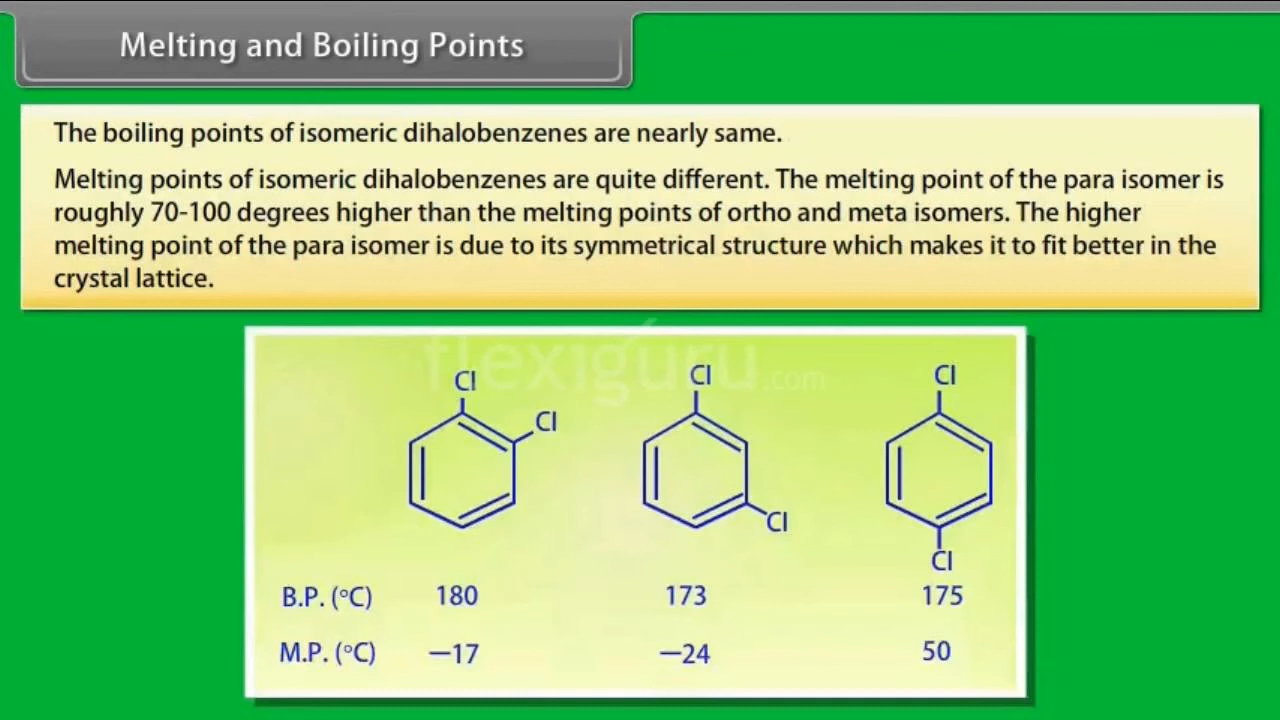 Melting and Boiling Points
The boiling points of isomeric dihalobenzenes are nearly same.
Melting points of isomeric dihalobenzenes are quite different. The melting point of the para isomer is
roughly 70-100 degrees higher than the melting points of ortho and meta isomers. The higher
melting point of the para isomer is due to its symmetrical structure which makes it to fit better in the
crystal lattice.
flexiguru.com
Cl Cl Cl
Cl
Cl
Cl
B.P. (°C) 180 173 175
M.P. (°C) −17 −24 50